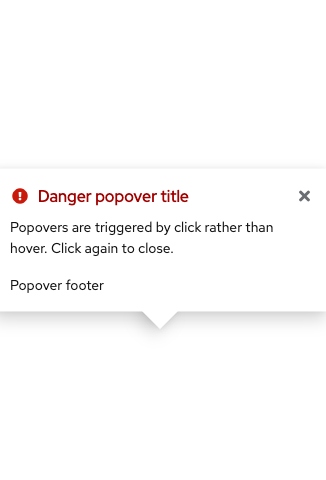 Danger popover title
Popovers are triggered by click rather than
hover. Click again to close.
Popover footer